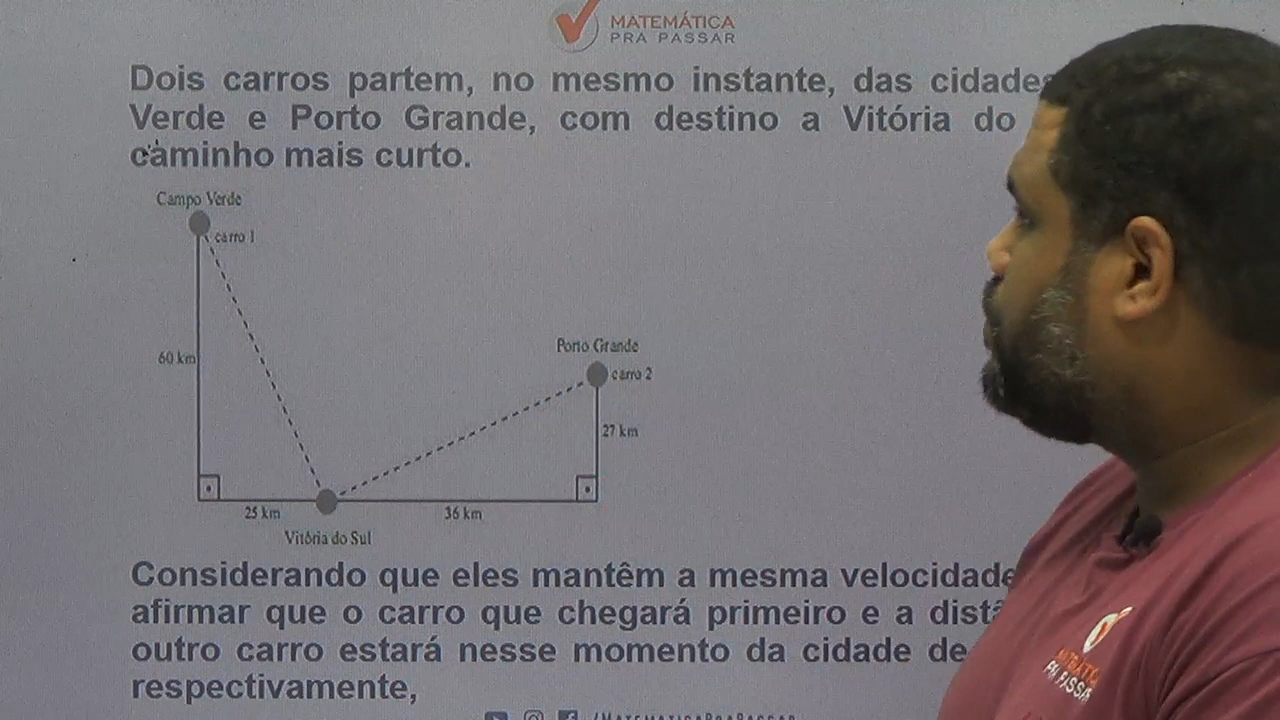 MATEMÁTICA
PRA PASSAR
Dois carros partem, no mesmo instante, das cidades
Verde e Porto Grande, com destino a Vitória do
caminho mais curto.
Campo Verde
carro 1
60 km
Porto Grande
carro 2
27 km
25 km
36 km
Vitória do Sul
Considerando que eles mantêm a mesma velocidade
afirmar que o carro que chegará primeiro e a
outro carro estará nesse momento da cidade de
respectivamente,
/MATEMATICAPRAPASSAR
PRA PASSAR